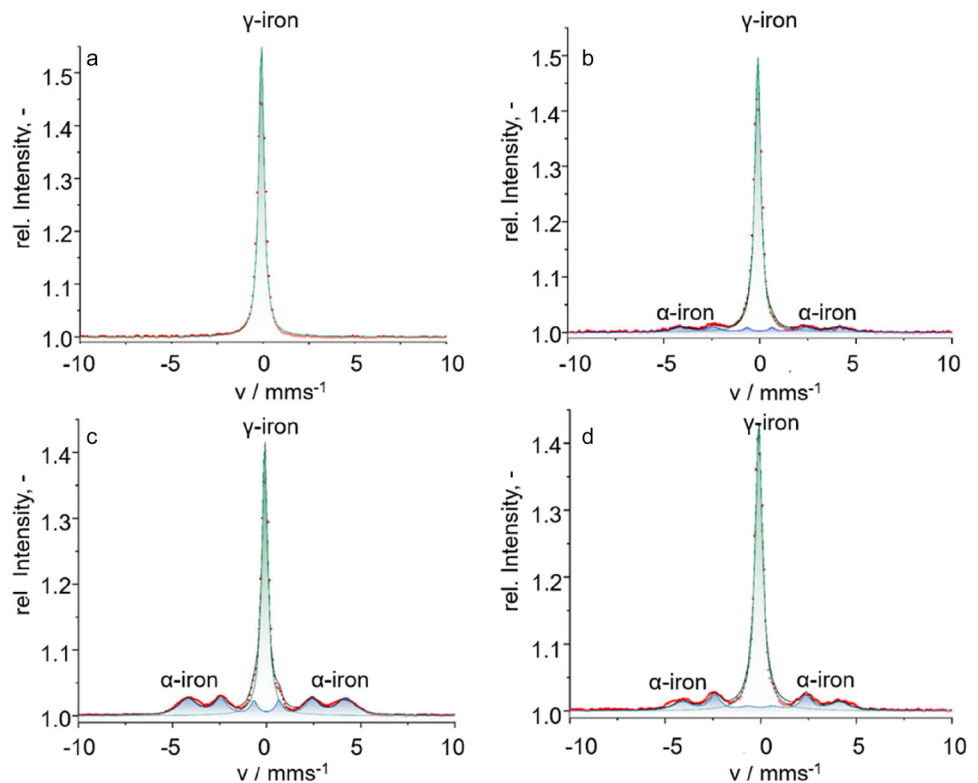 γ-iron
a
1.5
1.4
1.3
1.2
1.1
1.0
rel. Intensity, -
-10 -5 0 5 10
v / mms⁻¹
γ-iron
b
1.5
1.4
1.3
1.2
1.1
1.0
rel. Intensity, -
α-iron α-iron
-10 -5 0 5 10
v / mms⁻¹
γ-iron
c
1.4
1.3
1.2
1.1
1.0
rel Intensity, -
α-iron α-iron
-10 -5 0 5 10
v / mms⁻¹
γ-iron
d
1.4
1.3
1.2
1.1
1.0
rel. Intensity, -
α-iron α-iron
-10 -5 0 5 10
v / mms⁻¹